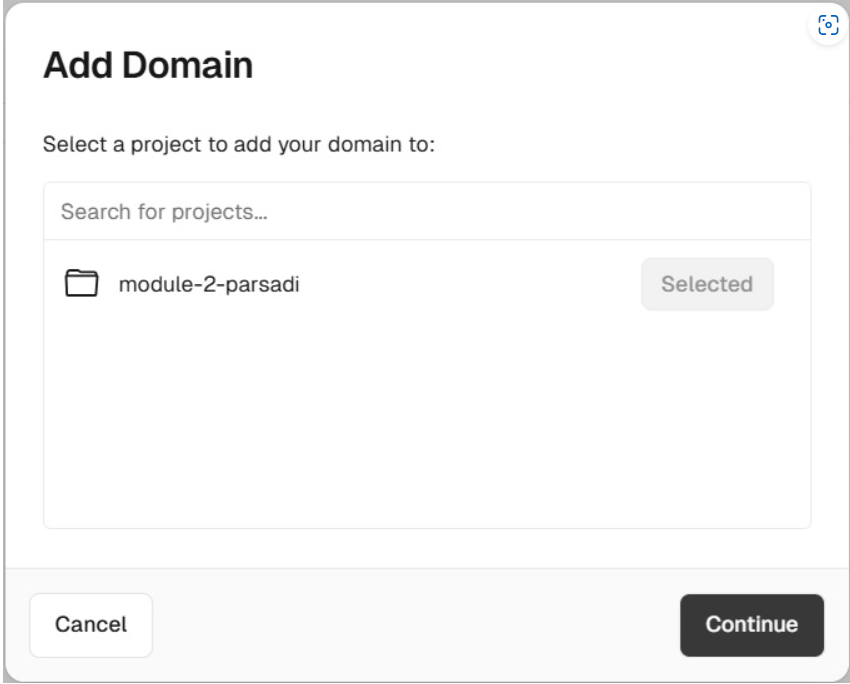 Add Domain
Select a project to add your domain to:
Search for projects...
module-2-parsadi
Selected
Cancel
Continue